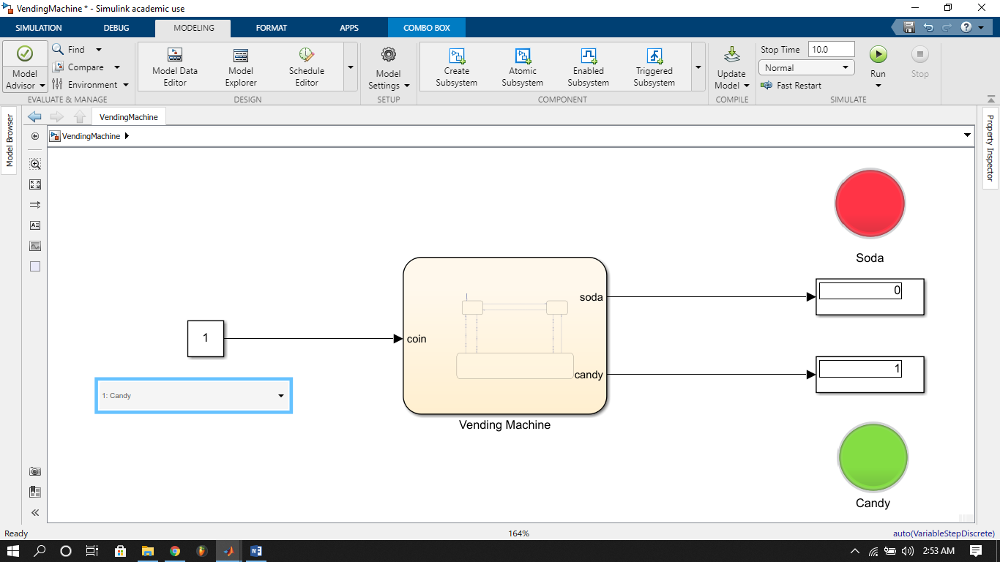 VendingMachine * - Simulink academic use
SIMULATION DEBUG MODELING FORMAT APPS COMBO BOX
Model Advisor
Find
Compare
Environment
EVALUATE & MANAGE
Model Data Editor
Model Explorer
Schedule Editor
DESIGN
Model Settings
SETUP
Create Subsystem
Atomic Subsystem
Enabled Subsystem
Triggered Subsystem
COMPONENT
Update Model
COMPILE
Stop Time 10.0
Normal
Fast Restart
Run
Stop
SIMULATE
Model Browser
VendingMachine
VendingMachine
Property Inspector
Soda
soda
0
1
coin
candy
1
1: Candy
Vending Machine
Candy
Ready 164% auto(VariableStepDiscrete)
2:53 AM